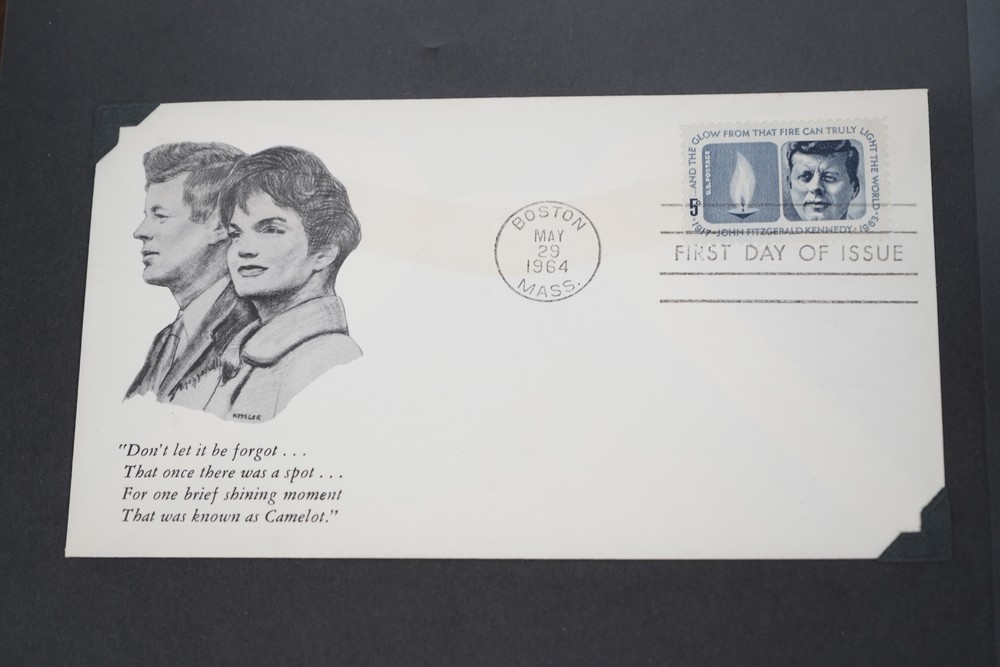 KESSLER
"Don't let it be forgot . . .
That once there was a spot . . .
For one brief shining moment
That was known as Camelot."
BOSTON
MAY
29
1964
MASS.
—AND THE GLOW FROM THAT FIRE CAN TRULY LIGHT THE WORLD
U.S. POSTAGE
5c
1917·JOHN FITZGERALD KENNEDY·1963
FIRST DAY OF ISSUE